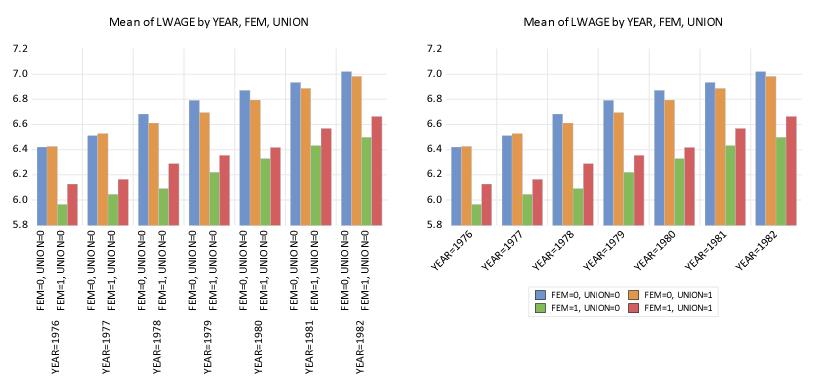 Mean of LWAGE by YEAR, FEM, UNION
7.2
7.0
6.8
6.6
6.4
6.2
6.0
5.8
FEM=0, UNION=0
FEM=1, UNION=0
FEM=0, UNION=0
FEM=1, UNION=0
FEM=0, UNION=0
FEM=1, UNION=0
FEM=0, UNION=0
FEM=1, UNION=0
FEM=0, UNION=0
FEM=1, UNION=0
FEM=0, UNION=0
FEM=1, UNION=0
FEM=0, UNION=0
FEM=1, UNION=0
YEAR=1976
YEAR=1977
YEAR=1978
YEAR=1979
YEAR=1980
YEAR=1981
YEAR=1982
Mean of LWAGE by YEAR, FEM, UNION
7.2
7.0
6.8
6.6
6.4
6.2
6.0
5.8
YEAR=1976
YEAR=1977
YEAR=1978
YEAR=1979
YEAR=1980
YEAR=1981
YEAR=1982
FEM=0, UNION=0
FEM=0, UNION=1
FEM=1, UNION=0
FEM=1, UNION=1